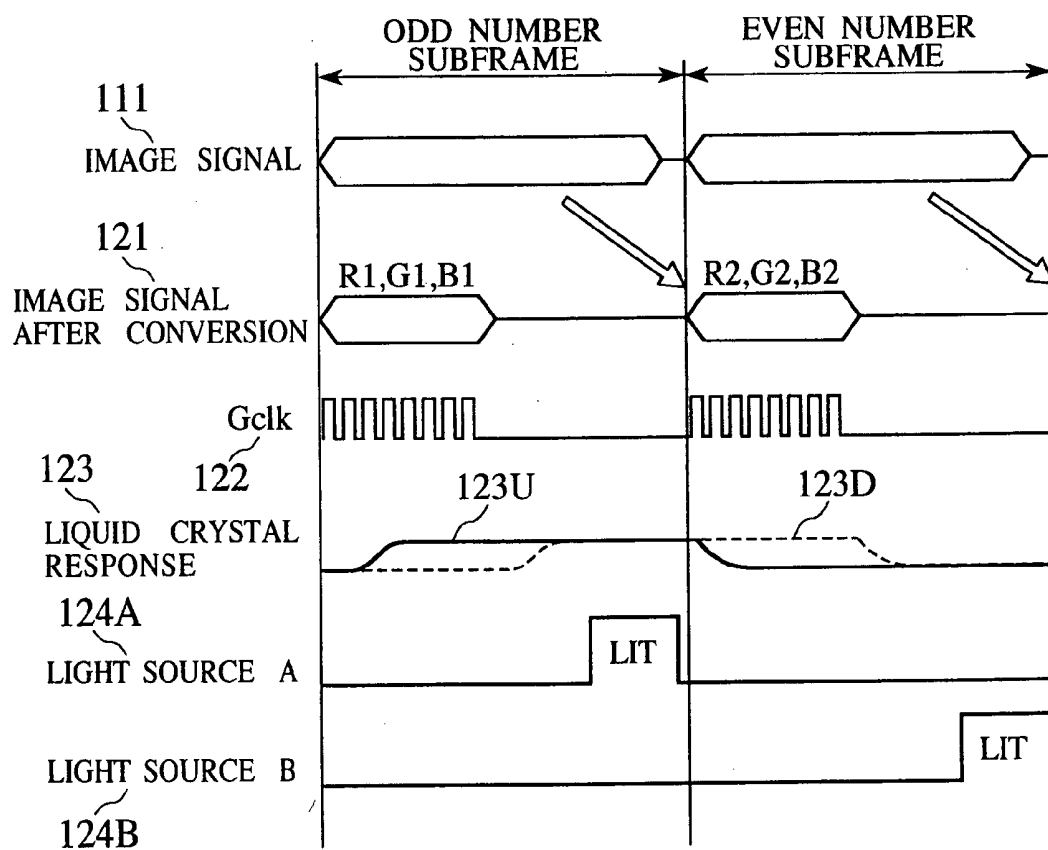 ODD NUMBER
SUBFRAME
EVEN NUMBER
SUBFRAME
111
IMAGE SIGNAL
121
IMAGE SIGNAL
AFTER CONVERSION
R1,G1,B1
R2,G2,B2
Gclk
122
123
LIQUID CRYSTAL
RESPONSE
123U
123D
124A
LIGHT SOURCE A
LIT
LIGHT SOURCE B
LIT
124B